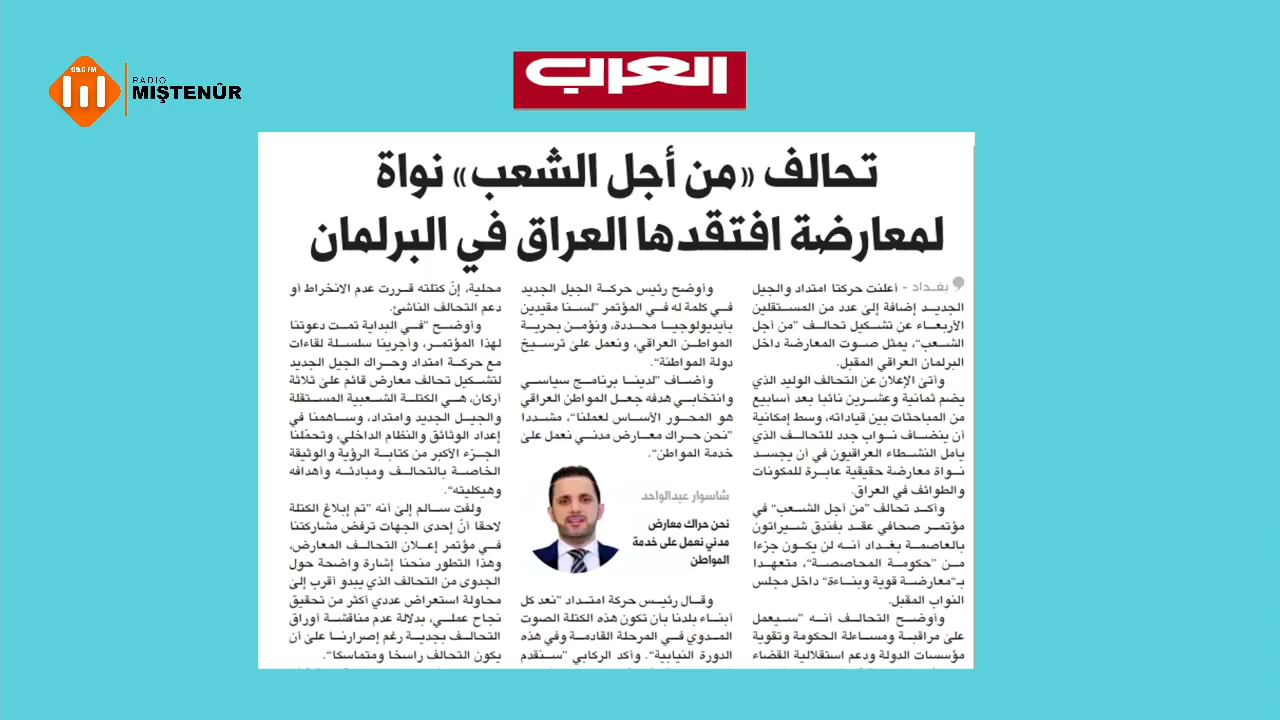 09.6 FM
RADIO
MIŞTENÛR
العرب
تحالف «من أجل الشعب» نواة
لمعارضة افتقدها العراق في البرلمان
بغداد - أعلنت حركتا امتداد والجيل
الجديد إضافة إلى عدد من المستقلين
الأربعاء عن تشكيل تحالف "من أجل
الشعب"، يمثل صوت المعارضة داخل
البرلمان العراقي المقبل.
وأتى الإعلان عن التحالف الوليد الذي
يضم ثمانية وعشرين نائبا بعد أسابيع
من المباحثات بين قياداته، وسط إمكانية
أن ينضاف نواب جدد للتحالف الذي
يأمل النشطاء العراقيون في أن يجسد
نواة معارضة حقيقية عابرة للمكونات
والطوائف في العراق.
وأكد تحالف "من أجل الشعب" في
مؤتمر صحافي عقد بفندق شيراتون
بالعاصمة بغداد أنه لن يكون جزءا
من "حكومة المحاصصة"، متعهدا
بـ"معارضة قوية وبناءة" داخل مجلس
النواب المقبل.
وأوضح التحالف أنه "سيعمل
على مراقبة ومساءلة الحكومة وتقوية
مؤسسات الدولة ودعم استقلالية القضاء
وأوضح رئيس حركة الجيل الجديد
في كلمة له في المؤتمر "لسنا مقيدين
بأيديولوجيا محددة، ونؤمن بحرية
المواطن العراقي، ونعمل على ترسيخ
دولة المواطنة".
وأضاف "لدينا برنامج سياسي
وانتخابي هدفه جعل المواطن العراقي
هو المحور الأساس لعملنا"، مشددا
"نحن حراك معارض مدني نعمل على
خدمة المواطن".
شاسوار عبدالواحد
نحن حراك معارض
مدني نعمل على خدمة
المواطن
وقال رئيس حركة امتداد "نعد كل
أبناء بلدنا بأن تكون هذه الكتلة الصوت
المدوي في المرحلة القادمة وفي هذه
الدورة النيابية". وأكد الركابي "سنقدم
محلية، إنّ كتلته قررت عدم الانخراط أو
دعم التحالف الناشئ.
وأوضح "في البداية تمت دعوتنا
لهذا المؤتمر، وأجرينا سلسلة لقاءات
مع حركة امتداد وحراك الجيل الجديد
لتشكيل تحالف معارض قائم على ثلاثة
أركان، هي الكتلة الشعبية المستقلة
والجيل الجديد وامتداد، وساهمنا في
إعداد الوثائق والنظام الداخلي، وتحمّلنا
الجزء الأكبر من كتابة الرؤية والوثيقة
الخاصة بالتحالف ومبادئه وأهدافه
وهيكليته".
ولفت سالم إلى أنه "تم إبلاغ الكتلة
لاحقا أنّ إحدى الجهات ترفض مشاركتنا
في مؤتمر إعلان التحالف المعارض،
وهذا التطور منحنا إشارة واضحة حول
الجدوى من التحالف الذي يبدو أقرب إلى
محاولة استعراض عددي أكثر من تحقيق
نجاح عملي، بدلالة عدم مناقشة أوراق
التحالف بجدية رغم إصرارنا على أن
يكون التحالف راسخا ومتماسكا".